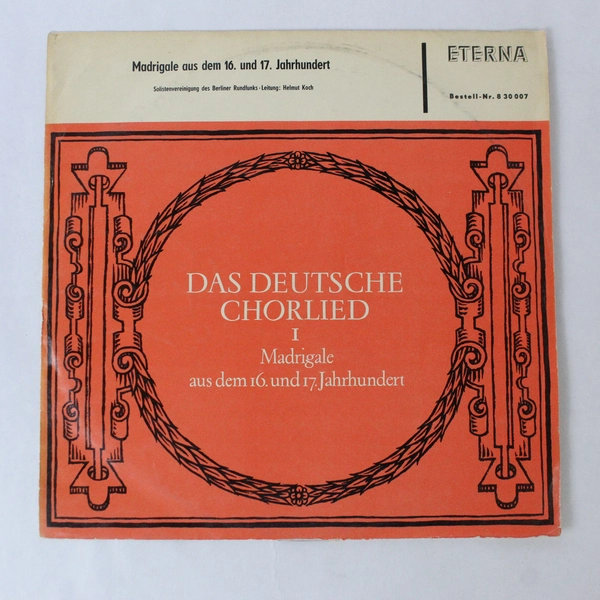 Madrigale aus dem 16. und 17. Jahrhundert
Solistenvereinigung des Berliner Rundfunks · Leitung: Helmut Koch
ETERNA
Bestell-Nr. 8 30 007
DAS DEUTSCHE
CHORLIED
I
Madrigale
aus dem 16. und 17. Jahrhundert